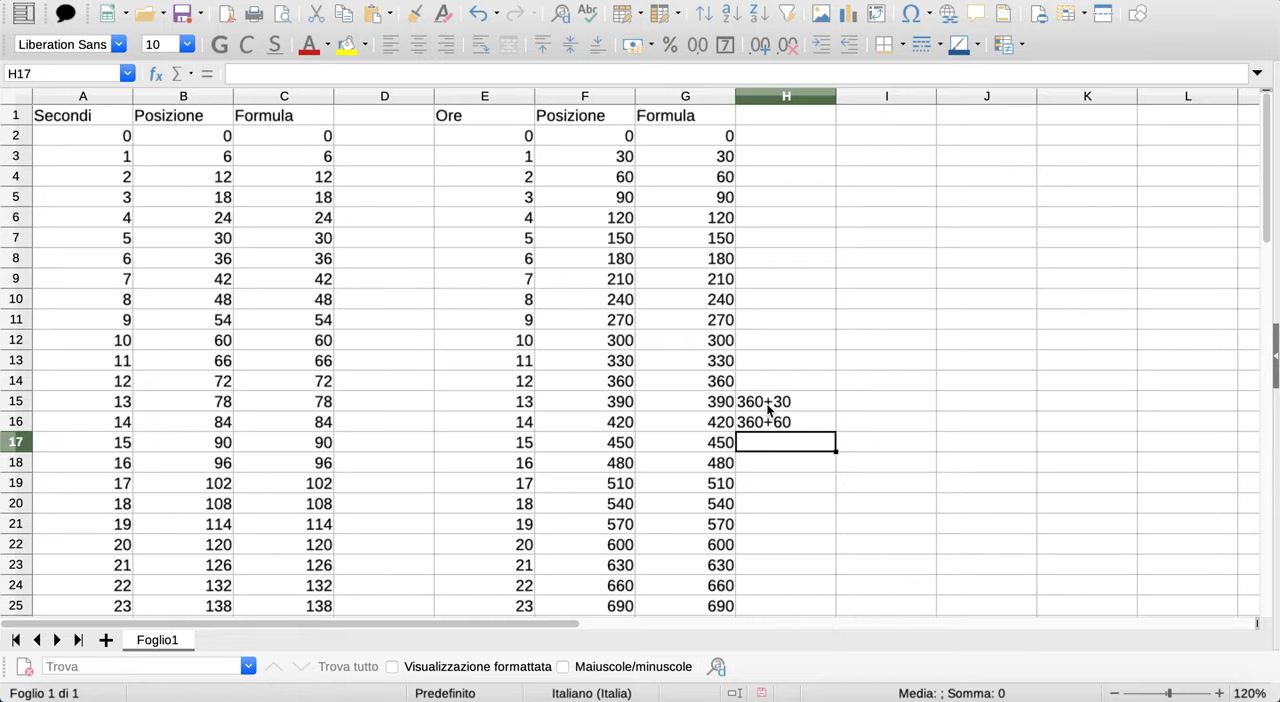 Liberation Sans 10 G C S A % 0,0 7 ,00 0,0
H17 fx Σ =
A B C D E F G H I J K L
1 Secondi Posizione Formula Ore Posizione Formula
2 0 0 0 0 0 0
3 1 6 6 1 30 30
4 2 12 12 2 60 60
5 3 18 18 3 90 90
6 4 24 24 4 120 120
7 5 30 30 5 150 150
8 6 36 36 6 180 180
9 7 42 42 7 210 210
10 8 48 48 8 240 240
11 9 54 54 9 270 270
12 10 60 60 10 300 300
13 11 66 66 11 330 330
14 12 72 72 12 360 360
15 13 78 78 13 390 390 360+30
16 14 84 84 14 420 420 360+60
17 15 90 90 15 450 450
18 16 96 96 16 480 480
19 17 102 102 17 510 510
20 18 108 108 18 540 540
21 19 114 114 19 570 570
22 20 120 120 20 600 600
23 21 126 126 21 630 630
24 22 132 132 22 660 660
25 23 138 138 23 690 690
Foglio1
Trova Trova tutto Visualizzazione formattata Maiuscole/minuscole
Foglio 1 di 1 Predefinito Italiano (Italia) Media: ; Somma: 0 120%